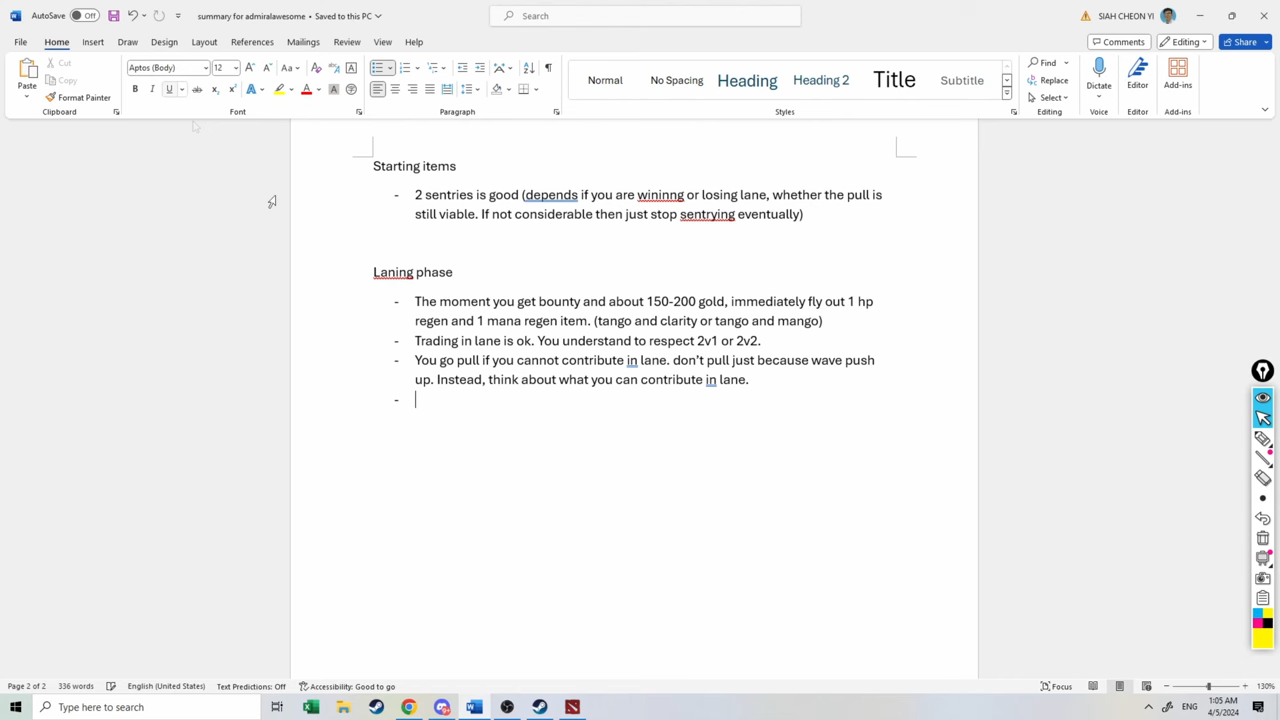 AutoSave Off summary for admiralawesome • Saved to this PC Search SIAH CHEON YI
File Home Insert Draw Design Layout References Mailings Review View Help Comments Editing Share
Paste Cut Copy Format Painter Aptos (Body) 12 Aa Normal No Spacing Heading Heading 2 Title Subtitle Find Replace Select Dictate Editor Add-ins
Clipboard Font Paragraph Styles Editing Voice Editor Add-ins
Starting items
- 2 sentries is good (depends if you are wininng or losing lane, whether the pull is
still viable. If not considerable then just stop sentrying eventually)
Laning phase
- The moment you get bounty and about 150-200 gold, immediately fly out 1 hp
regen and 1 mana regen item. (tango and clarity or tango and mango)
- Trading in lane is ok. You understand to respect 2v1 or 2v2.
- You go pull if you cannot contribute in lane. don't pull just because wave push
up. Instead, think about what you can contribute in lane.
-
Page 2 of 2 336 words English (United States) Text Predictions: Off Accessibility: Good to go Focus 130%
Type here to search ENG 1:05 AM
4/5/2024